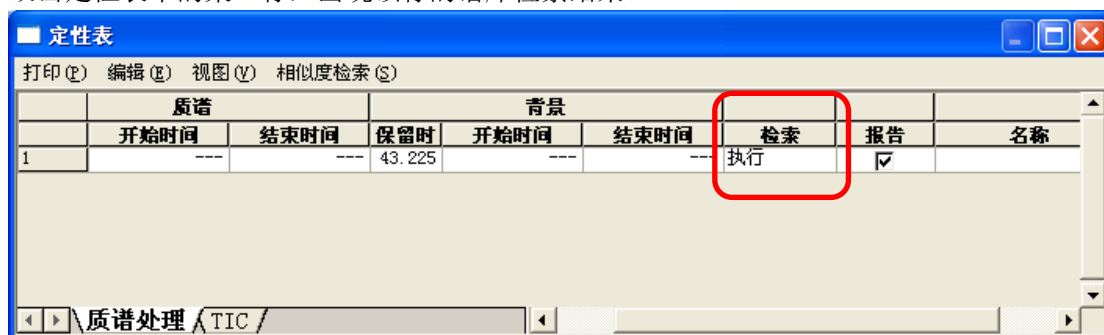 定性表
打印(P) 编辑(E) 视图(V) 相似度检索(S)
质谱 背景
开始时间 结束时间 保留时 开始时间 结束时间 检索 报告 名称
1 --- --- 43.225 --- --- 执行
质谱处理 TIC